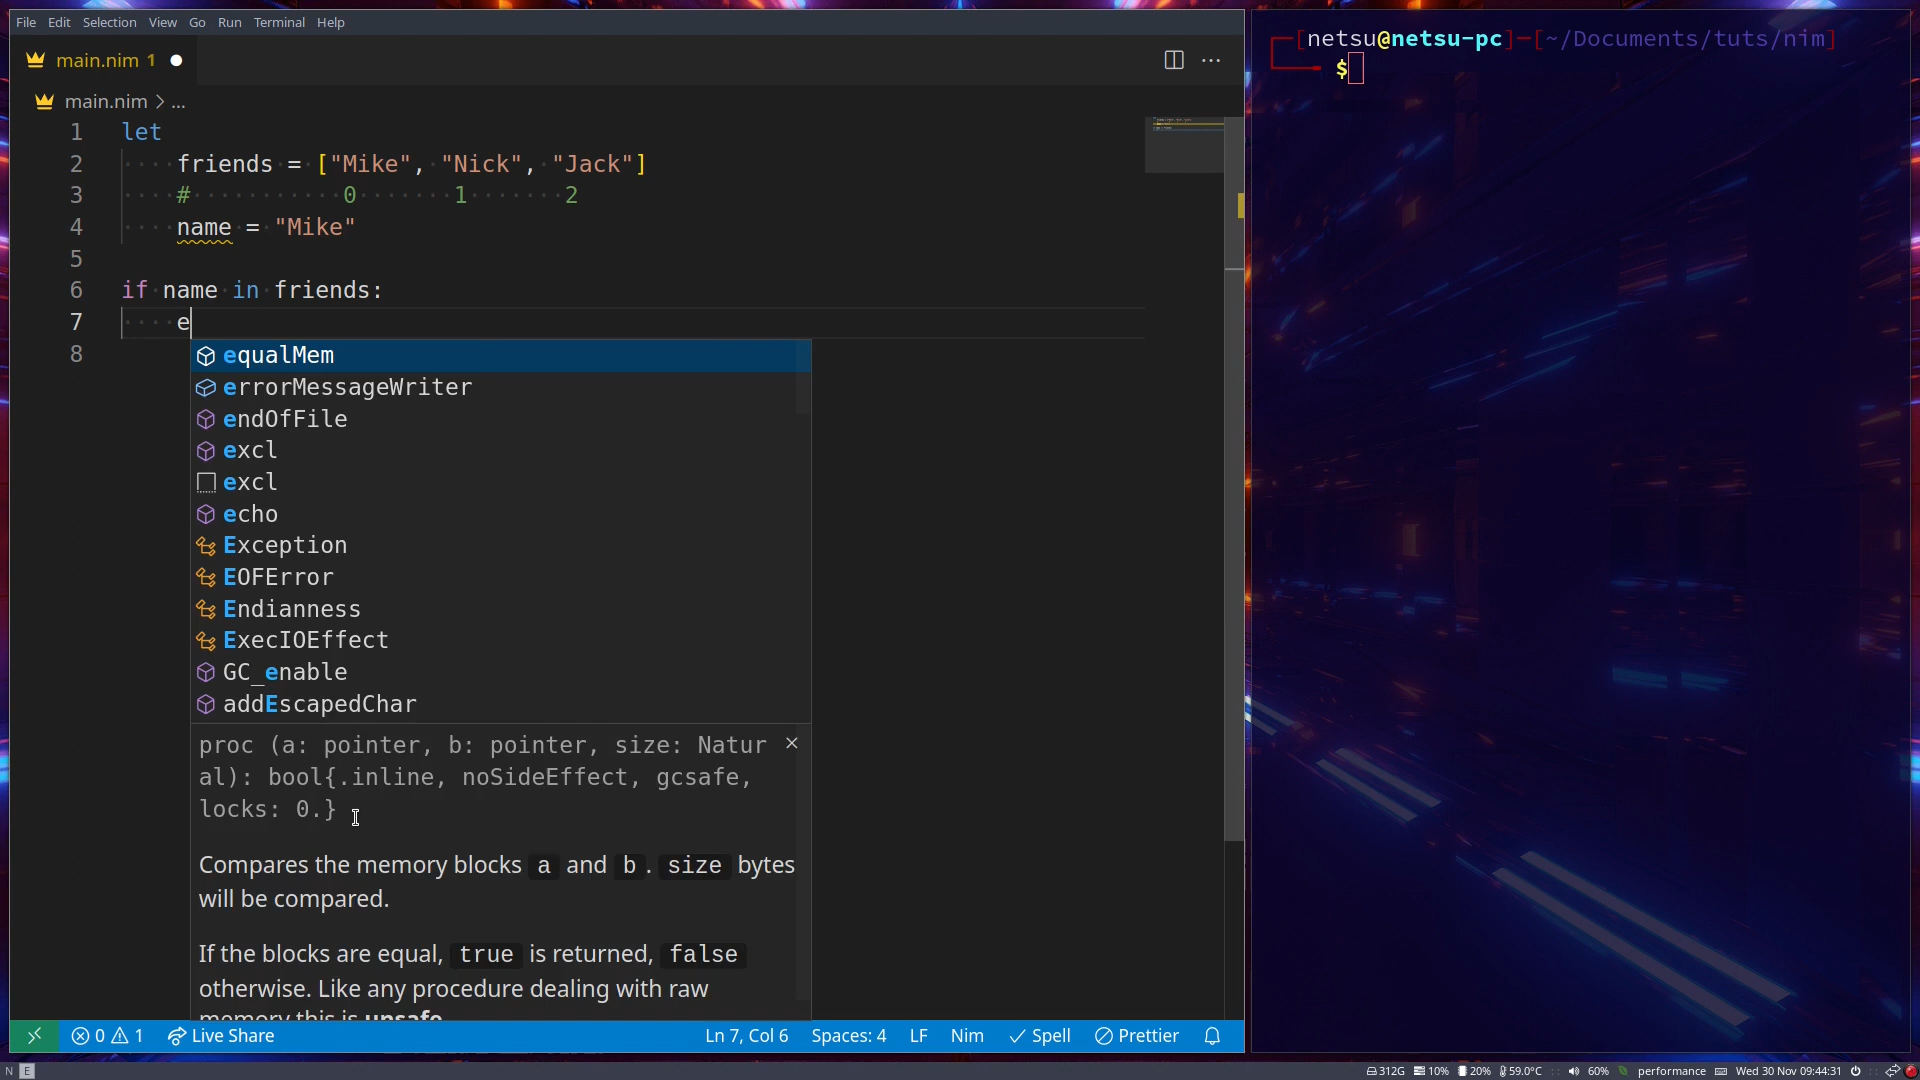 File Edit Selection View Go Run Terminal Help
main.nim 1
main.nim > ...
1 let
2 friends = ["Mike", "Nick", "Jack"]
3 # 0 1 2
4 name = "Mike"
5
6 if name in friends:
7 e
8
equalMem
errorMessageWriter
endOfFile
excl
excl
echo
Exception
EOFError
Endianness
ExecIOEffect
GC_enable
addEscapedChar
proc (a: pointer, b: pointer, size: Natur
al): bool{.inline, noSideEffect, gcsafe,
locks: 0.}
Compares the memory blocks a and b. size bytes
will be compared.
If the blocks are equal, true is returned, false
otherwise. Like any procedure dealing with raw
memory this is unsafe.
0 1 Live Share Ln 7, Col 6 Spaces: 4 LF Nim Spell Prettier
[netsu@netsu-pc]-[~/Documents/tuts/nim]
$
N E 312G 10% 20% 59.0°C 60% performance Wed 30 Nov 09:44:31